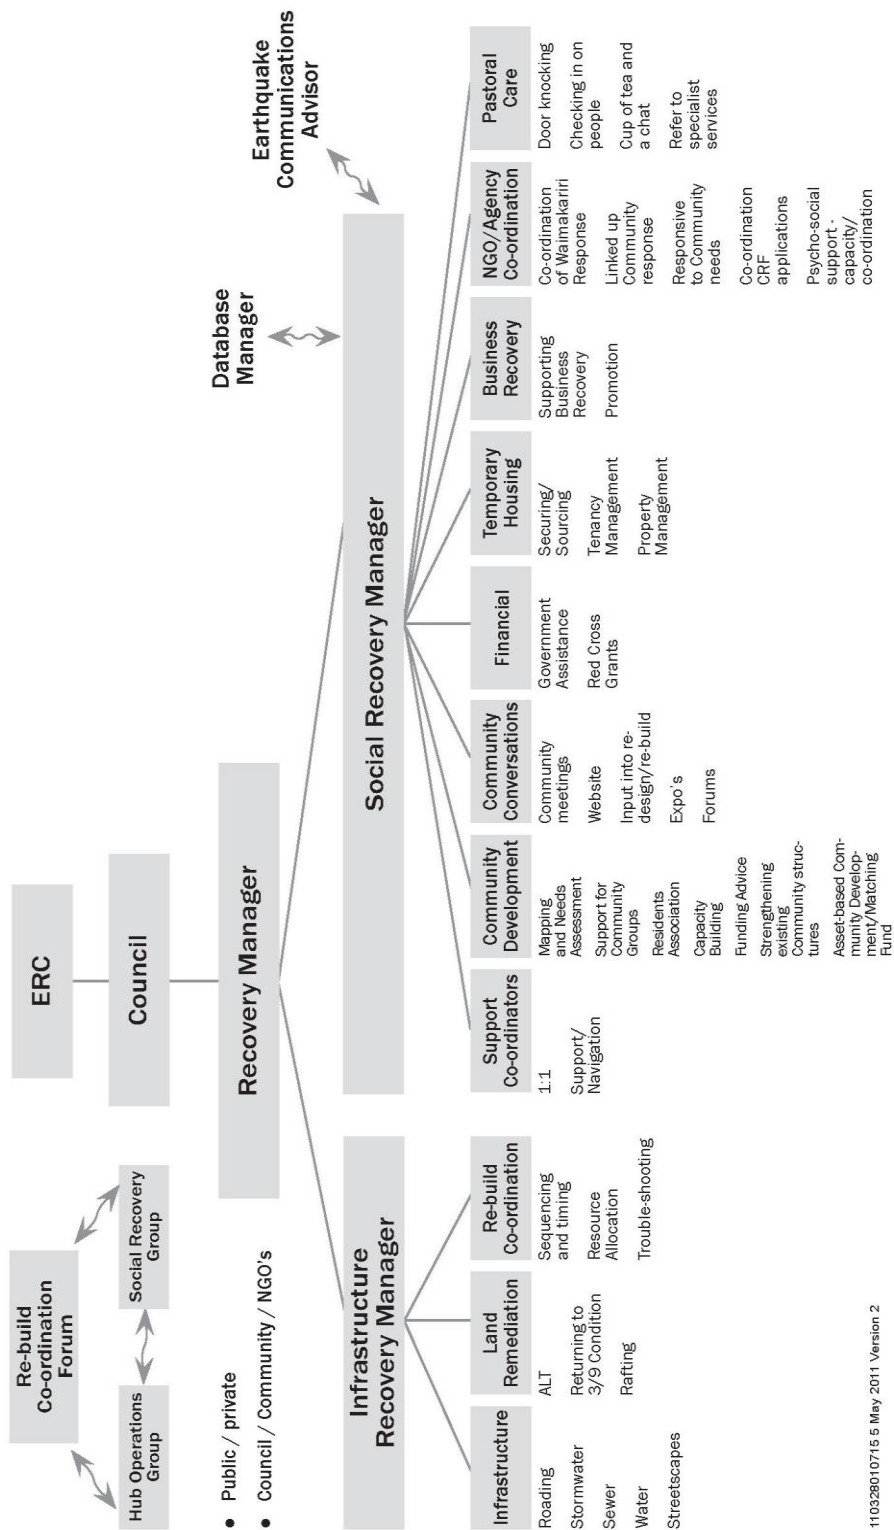 Re-build
Co-ordination
Forum
Hub Operations
Group
Social Recovery
Group
• Public / private
• Council / Community / NGO's
ERC
Council
Recovery Manager
Database
Manager
Earthquake
Communications
Advisor
Infrastructure
Recovery Manager
Social Recovery Manager
Infrastructure
Roading
Stormwater
Sewer
Water
Streetscapes
Land
Remediation
ALT
Returning to
3/9 Condition
Rafting
Re-build
Co-ordination
Sequencing
and timing
Resource
Allocation
Trouble-shooting
Support
Co-ordinators
1:1
Support/
Navigation
Community
Development
Mapping
and Needs
Assessment
Support for
Community
Groups
Residents
Association
Capacity
Building
Funding Advice
Strengthening
existing
Community struc-
tures
Asset-based Com-
munity Develop-
ment/Matching
Fund
Community
Conversations
Community
meetings
Website
Input into re-
design/re-build
Expo's
Forums
Financial
Government
Assistance
Red Cross
Grants
Temporary
Housing
Securing/
Sourcing
Tenancy
Management
Property
Management
Business
Recovery
Supporting
Business
Recovery
Promotion
NGO/Agency
Co-ordination
Co-ordination
of Waimakariri
Response
Linked up
Community
response
Responsive
to Community
needs
Co-ordination
CRF
applications
Psycho-social
support -
capacity/
co-ordination
Pastoral
Care
Door knocking
Checking in on
people
Cup of tea and
a chat
Refer to
specialist
services
110328010715 5 May 2011 Version 2